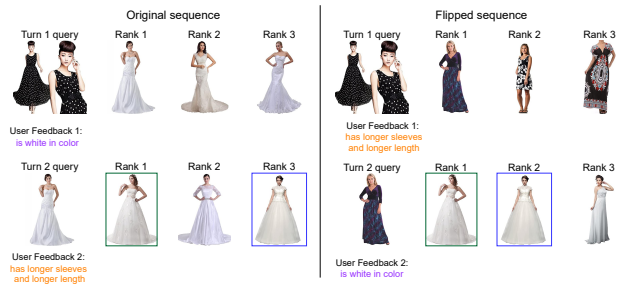 Original sequence
Turn 1 query Rank 1 Rank 2 Rank 3
User Feedback 1:
is white in color
Turn 2 query Rank 1 Rank 2 Rank 3
User Feedback 2:
has longer sleeves
and longer length
Flipped sequence
Turn 1 query Rank 1 Rank 2 Rank 3
User Feedback 1:
has longer sleeves
and longer length
Turn 2 query Rank 1 Rank 2 Rank 3
User Feedback 2:
is white in color